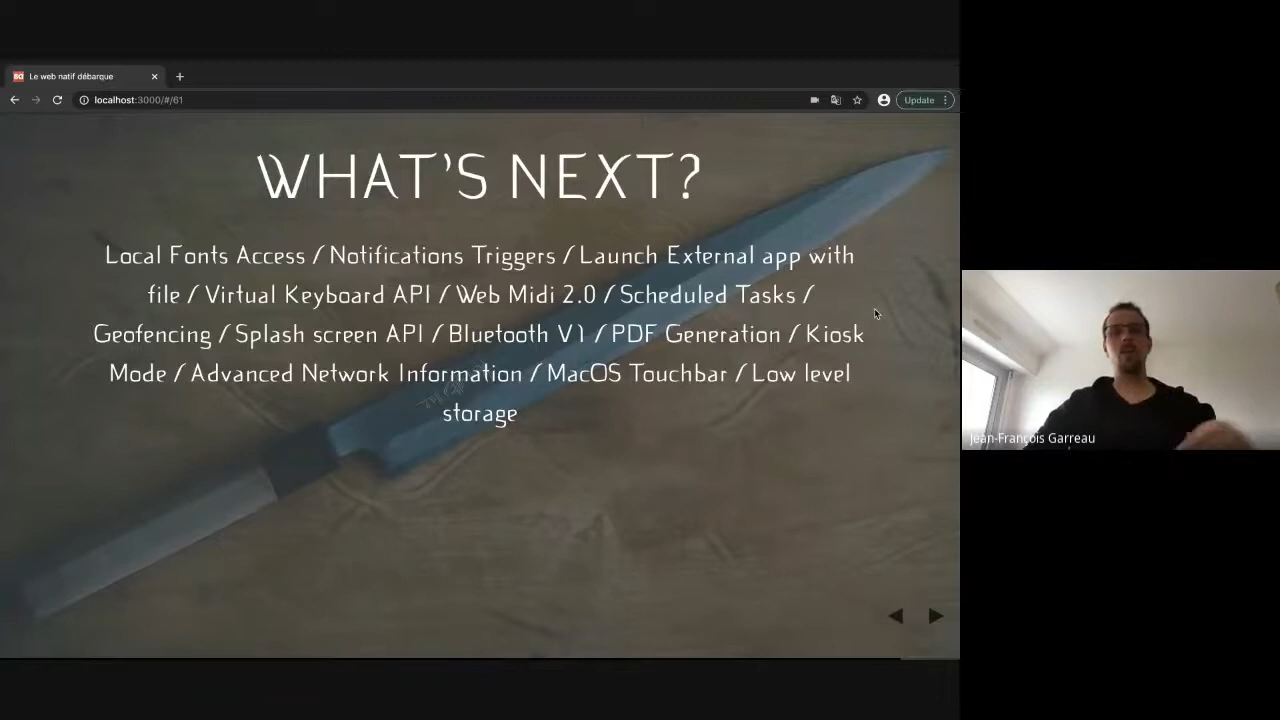 Le web natif débarque
localhost:3000/#/61
Update
WHAT'S NEXT?
Local Fonts Access / Notifications Triggers / Launch External app with
file / Virtual Keyboard API / Web Midi 2.0 / Scheduled Tasks /
Geofencing / Splash screen API / Bluetooth V1 / PDF Generation / Kiosk
Mode / Advanced Network Information / MacOS Touchbar / Low level
storage
Jean-François Garreau